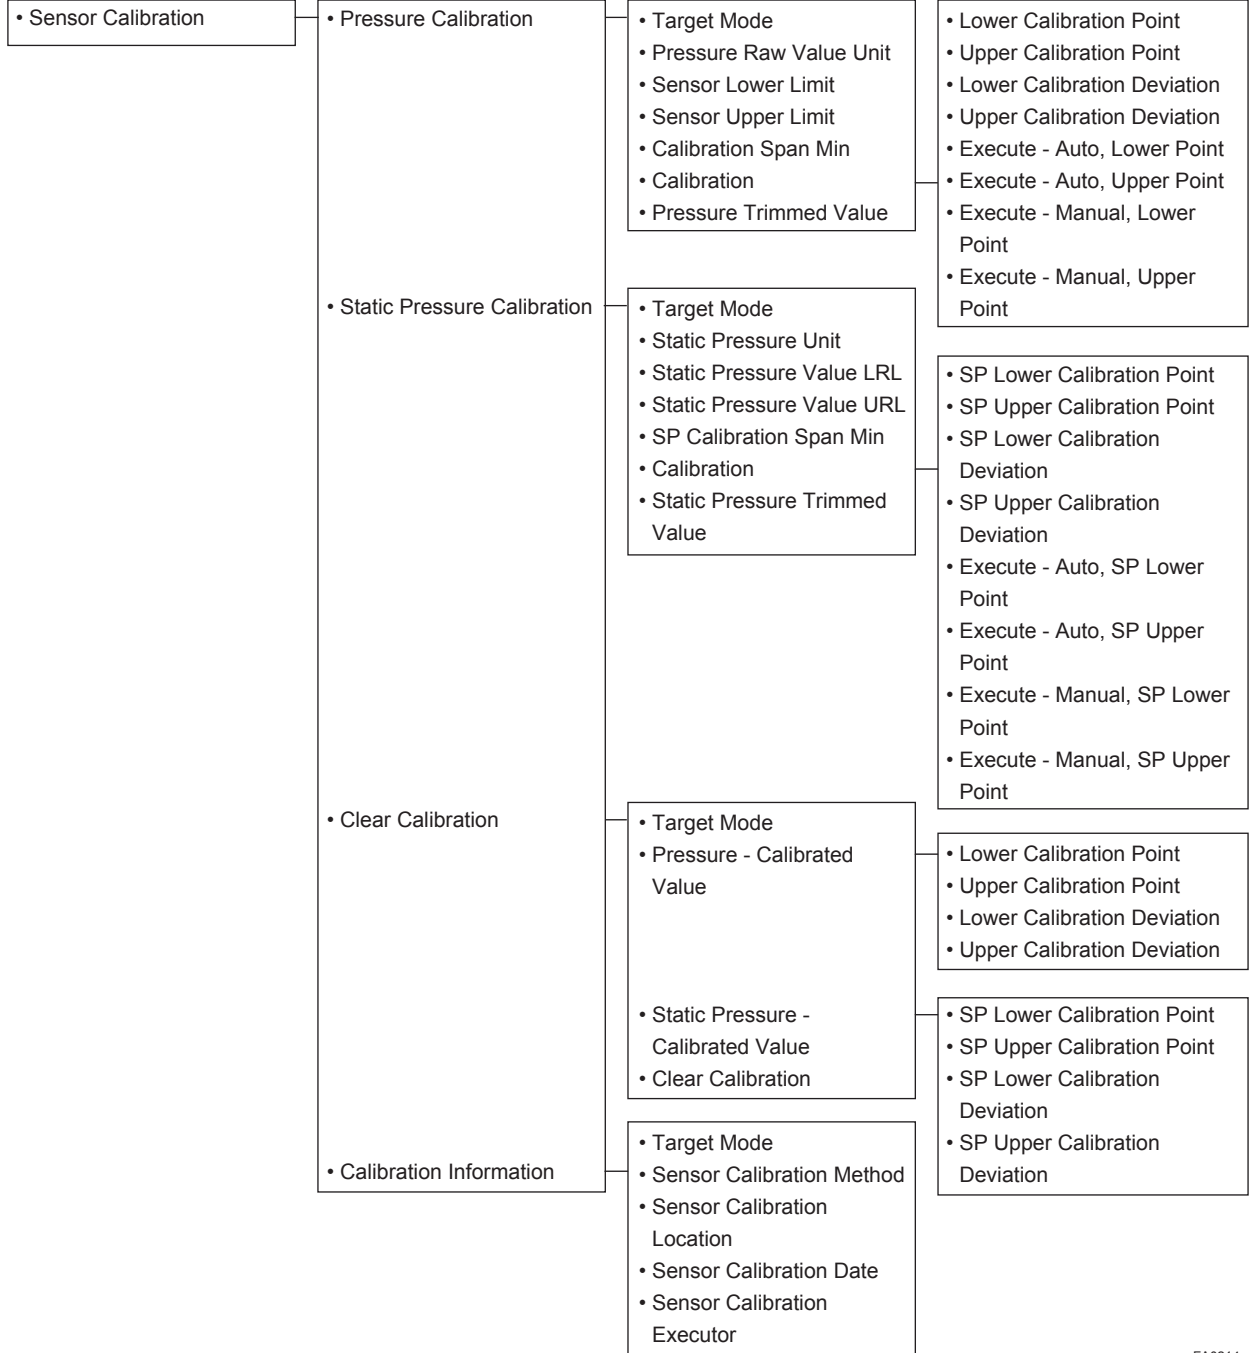 • Sensor Calibration
• Pressure Calibration
• Static Pressure Calibration
• Clear Calibration
• Calibration Information
• Target Mode
• Pressure Raw Value Unit
• Sensor Lower Limit
• Sensor Upper Limit
• Calibration Span Min
• Calibration
• Pressure Trimmed Value
• Lower Calibration Point
• Upper Calibration Point
• Lower Calibration Deviation
• Upper Calibration Deviation
• Execute - Auto, Lower Point
• Execute - Auto, Upper Point
• Execute - Manual, Lower
Point
• Execute - Manual, Upper
Point
• Target Mode
• Static Pressure Unit
• Static Pressure Value LRL
• Static Pressure Value URL
• SP Calibration Span Min
• Calibration
• Static Pressure Trimmed
Value
• SP Lower Calibration Point
• SP Upper Calibration Point
• SP Lower Calibration
Deviation
• SP Upper Calibration
Deviation
• Execute - Auto, SP Lower
Point
• Execute - Auto, SP Upper
Point
• Execute - Manual, SP Lower
Point
• Execute - Manual, SP Upper
Point
• Target Mode
• Pressure - Calibrated
Value
• Static Pressure -
Calibrated Value
• Clear Calibration
• Lower Calibration Point
• Upper Calibration Point
• Lower Calibration Deviation
• Upper Calibration Deviation
• SP Lower Calibration Point
• SP Upper Calibration Point
• SP Lower Calibration
Deviation
• SP Upper Calibration
Deviation
• Target Mode
• Sensor Calibration Method
• Sensor Calibration
Location
• Sensor Calibration Date
• Sensor Calibration
Executor